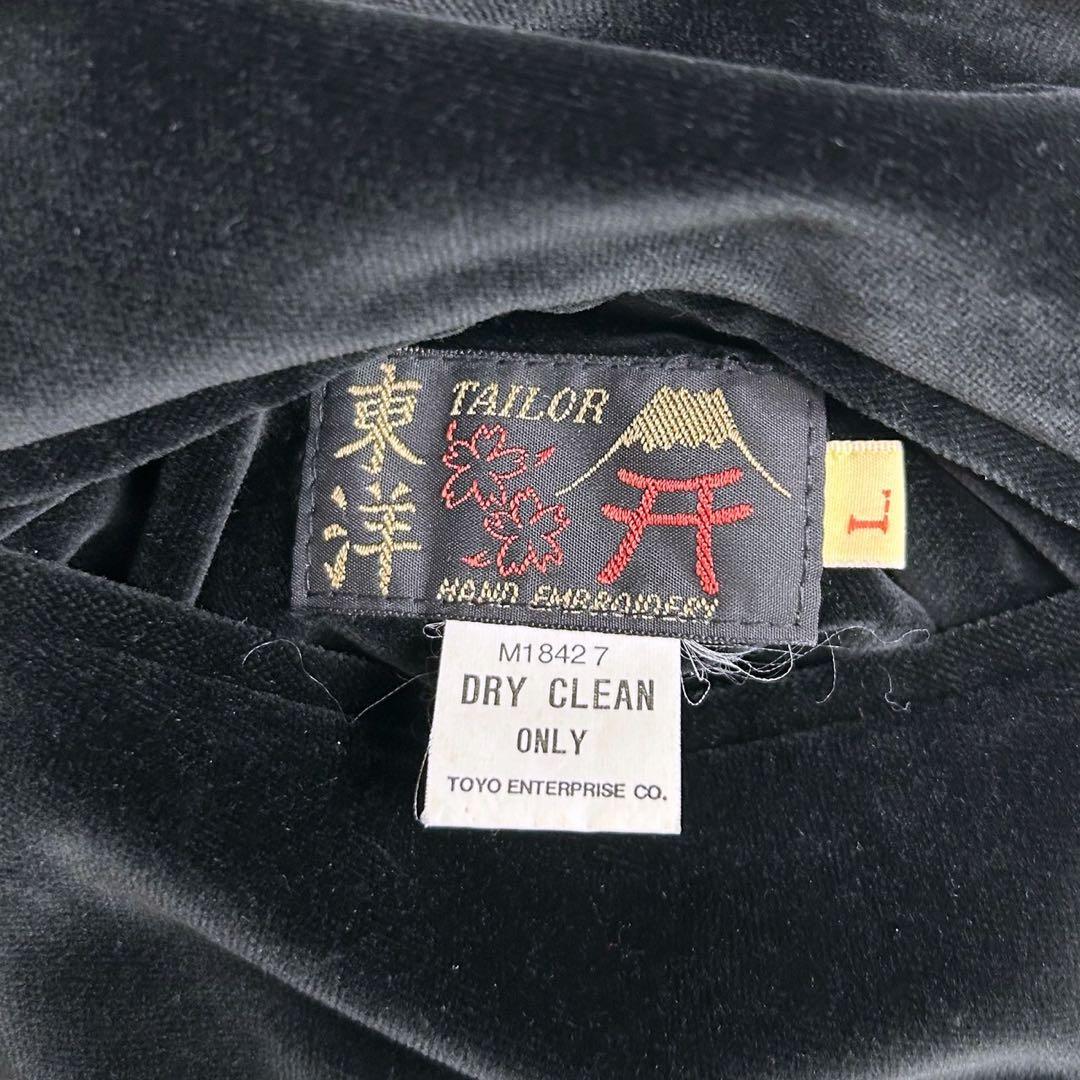 東洋
TAILOR
HAND EMBROIDERY
L
M18427
DRY CLEAN
ONLY
TOYO ENTERPRISE CO.